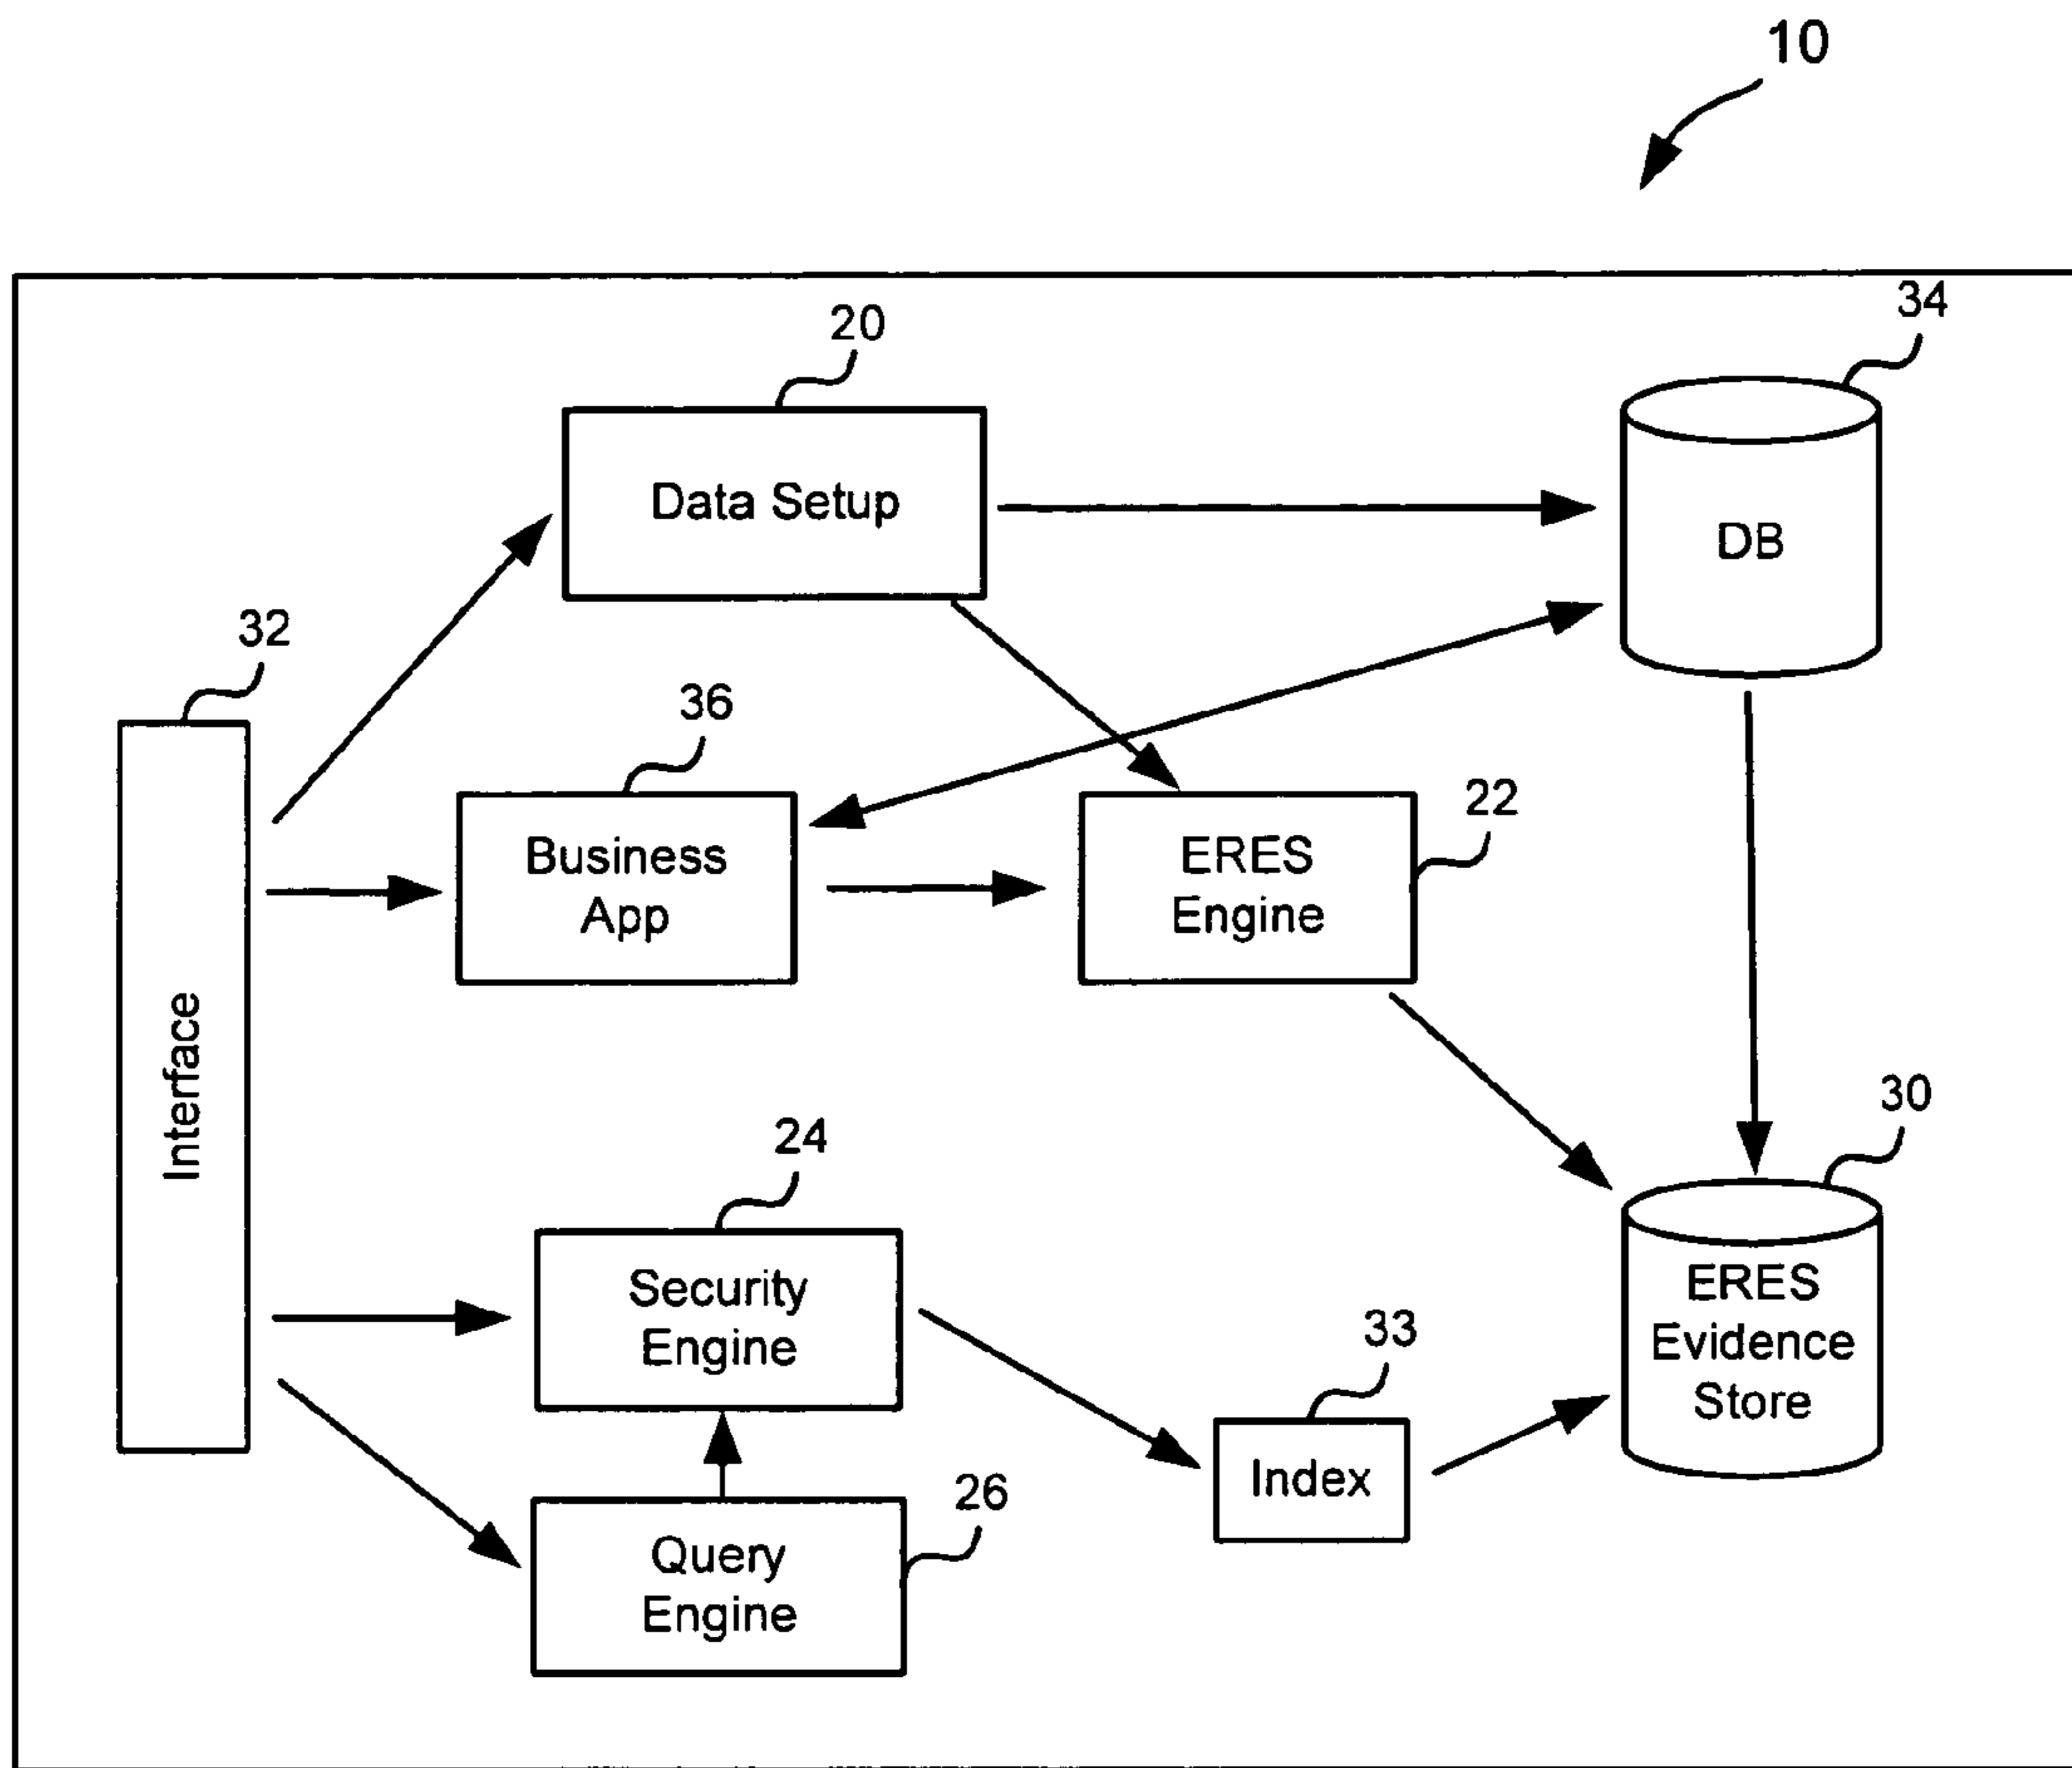 10
34
20
Data Setup
DB
32
36
22
Business
App
ERES
Engine
Interface
30
24
Security
Engine
ERES
Evidence
Store
33
Index
26
Query
Engine